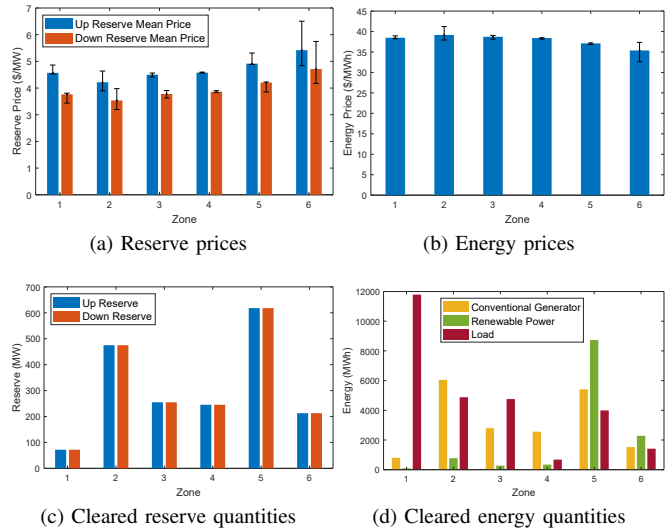 7
6
5
4
3
2
1
0
Reserve Price ($/MW)
Up Reserve Mean Price
Down Reserve Mean Price
1 2 3 4 5 6
Zone
(a) Reserve prices
45
40
35
30
25
20
15
10
5
0
Energy Price ($/MWh)
1 2 3 4 5 6
Zone
(b) Energy prices
700
600
500
400
300
200
100
0
Reserve (MW)
Up Reserve
Down Reserve
1 2 3 4 5 6
Zone
(c) Cleared reserve quantities
12000
10000
8000
6000
4000
2000
0
Energy (MWh)
Conventional Generator
Renewable Power
Load
1 2 3 4 5 6
Zone
(d) Cleared energy quantities